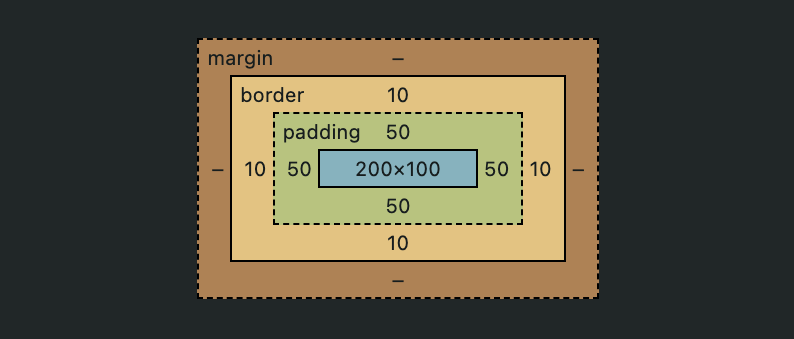 margin –
border 10
padding 50
– 10 50 200×100 50 10 –
50
10
–